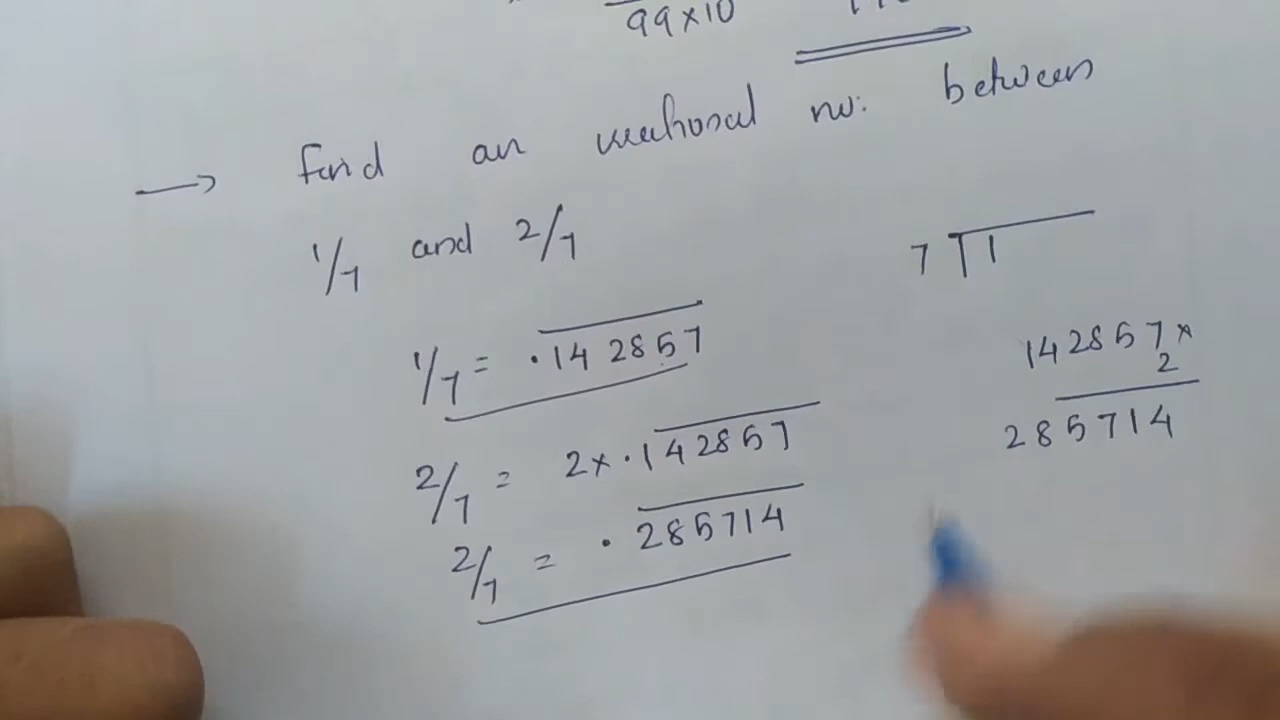 99×10
→ Find an irrational no: between
1/7 and 2/7
7 1
1/7 = .142857
142857×
2
285714
2/7 = 2×.142857
2/7 = .285714